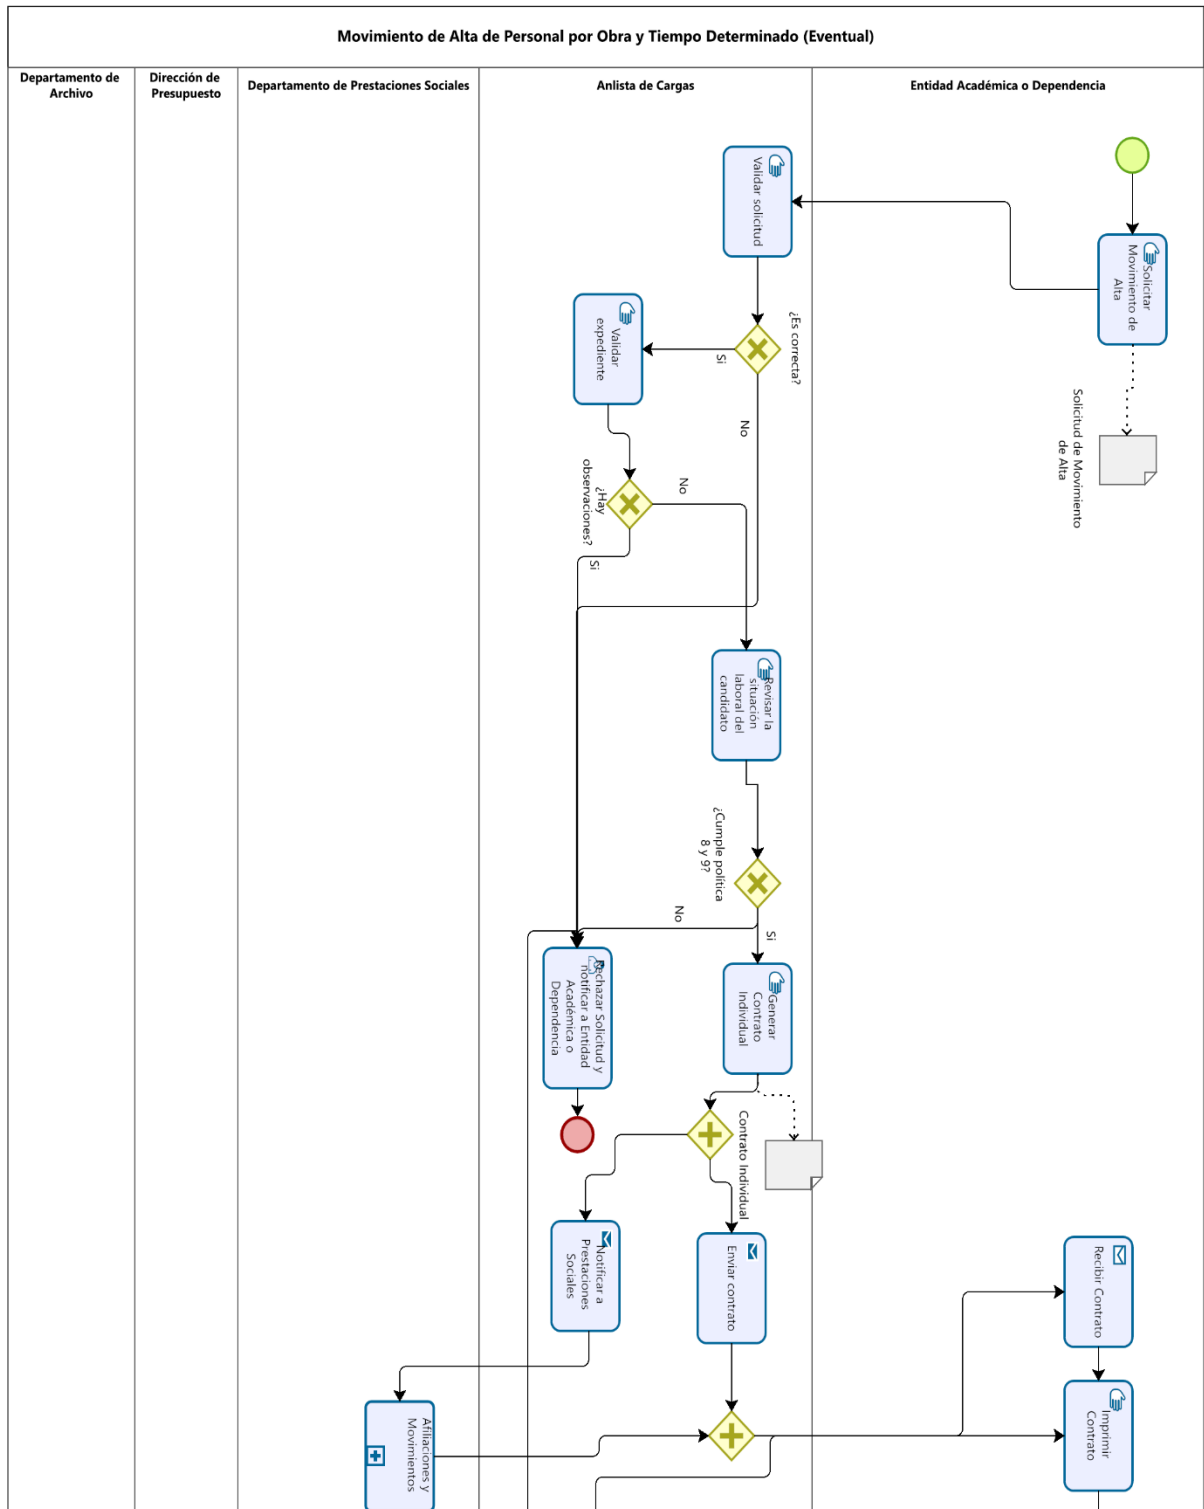 Movimiento de Alta de Personal por Obra y Tiempo Determinado (Eventual)
Departamento de
Archivo
Dirección de
Presupuesto
Departamento de Prestaciones Sociales
Anlista de Cargas
Entidad Académica o Dependencia
Solicitar
Movimiento de
Alta
Solicitud de Movimiento
de Alta
Validar solicitud
¿Es correcta?
Si
No
Validar
expediente
¿Hay
observaciones?
No
Si
Revisar la
situación
laboral del
candidato
¿Cumple política
8 y 9?
No
Si
Rechazar Solicitud y
notificar a Entidad
Académica o
Dependencia
Generar
Contrato
Individual
Contrato Individual
Notificar a
Prestaciones
Sociales
Enviar contrato
Recibir Contrato
Imprimir
Contrato
Afiliaciones y
Movimientos